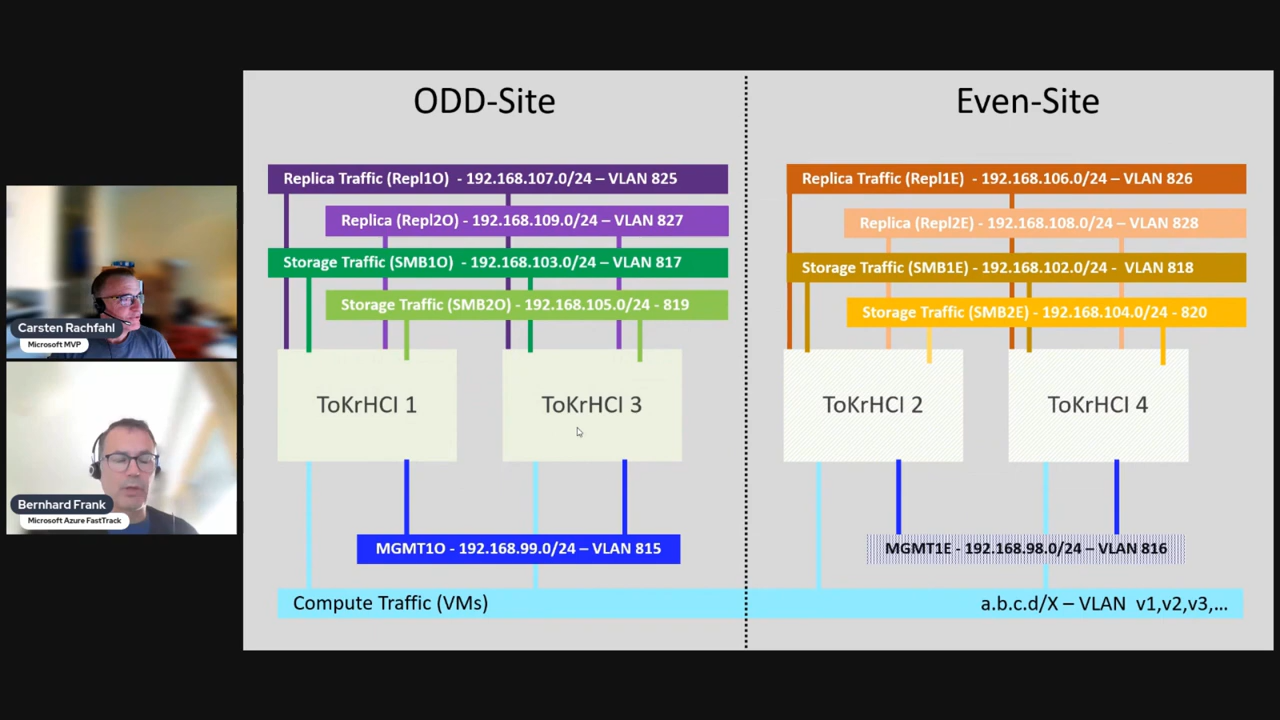 ODD-Site
Even-Site
Replica Traffic (Repl1O) - 192.168.107.0/24 – VLAN 825
Replica (Repl2O) - 192.168.109.0/24 – VLAN 827
Storage Traffic (SMB1O) - 192.168.103.0/24 – VLAN 817
Storage Traffic (SMB2O) - 192.168.105.0/24 - 819
Replica Traffic (Repl1E) - 192.168.106.0/24 – VLAN 826
Replica (Repl2E) - 192.168.108.0/24 – VLAN 828
Storage Traffic (SMB1E) - 192.168.102.0/24 - VLAN 818
Storage Traffic (SMB2E) - 192.168.104.0/24 - 820
ToKrHCI 1
ToKrHCI 3
ToKrHCI 2
ToKrHCI 4
MGMT1O - 192.168.99.0/24 – VLAN 815
MGMT1E - 192.168.98.0/24 – VLAN 816
Compute Traffic (VMs)
a.b.c.d/X – VLAN v1,v2,v3,...
Carsten Rachfahl
Microsoft MVP
Bernhard Frank
Microsoft Azure FastTrack